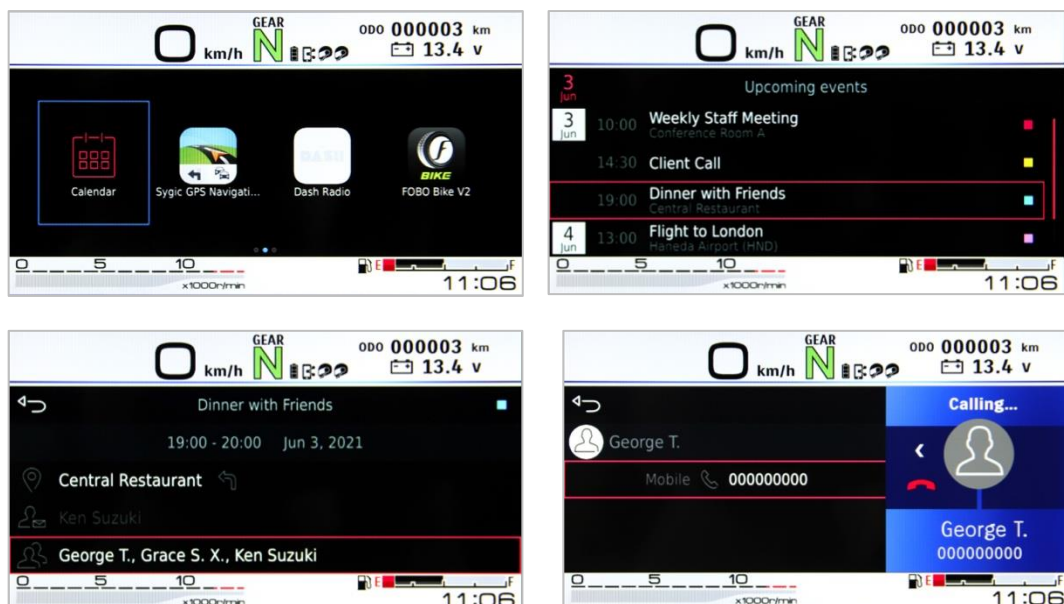 GEAR
0 km/h N ODO 000003 km
13.4 V
Calendar
Sygic GPS Navigati...
Dash Radio
BIKE
FOBO Bike V2
0 5 10
x1000r/min
E F
11:06
GEAR
0 km/h N ODO 000003 km
13.4 V
3
Jun
Upcoming events
3
Jun
10:00 Weekly Staff Meeting
Conference Room A
14:30 Client Call
19:00 Dinner with Friends
Central Restaurant
4
Jun
13:00 Flight to London
Haneda Airport (HND)
0 5 10
x1000r/min
E F
11:06
GEAR
0 km/h N ODO 000003 km
13.4 V
Dinner with Friends
19:00 - 20:00 Jun 3, 2021
Central Restaurant
Ken Suzuki
George T., Grace S. X., Ken Suzuki
0 5 10
x1000r/min
E F
11:06
GEAR
0 km/h N ODO 000003 km
13.4 V
George T.
Mobile 000000000
Calling...
George T.
000000000
0 5 10
x1000r/min
E F
11:06